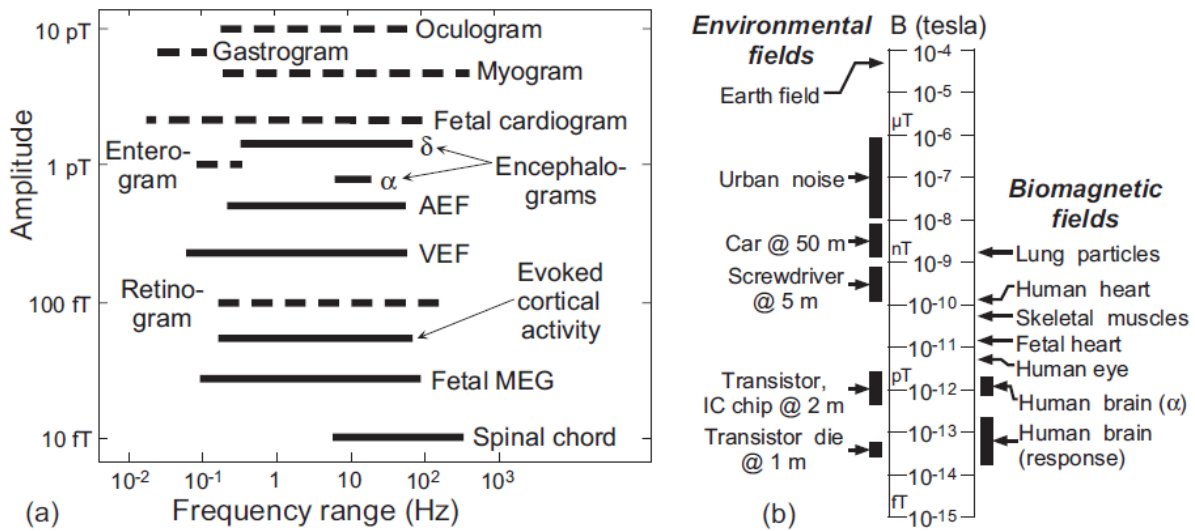 10 pT
1 pT
100 fT
10 fT
Amplitude
Oculogram
Gastrogram
Myogram
Fetal cardiogram
δ
Entero-
gram
Encephalo-
grams
α
AEF
VEF
Retino-
gram
Evoked
cortical
activity
Fetal MEG
Spinal chord
10⁻² 10⁻¹ 1 10 10² 10³
(a) Frequency range (Hz)
Environmental
fields
B (tesla)
Earth field
Urban noise
Car @ 50 m
Screwdriver
@ 5 m
Transistor,
IC chip @ 2 m
Transistor die
@ 1 m
10⁻⁴
10⁻⁵
µT
10⁻⁶
10⁻⁷
10⁻⁸
nT
10⁻⁹
10⁻¹⁰
10⁻¹¹
pT
10⁻¹²
10⁻¹³
10⁻¹⁴
fT
10⁻¹⁵
Biomagnetic
fields
Lung particles
Human heart
Skeletal muscles
Fetal heart
Human eye
Human brain (α)
Human brain
(response)
(b)